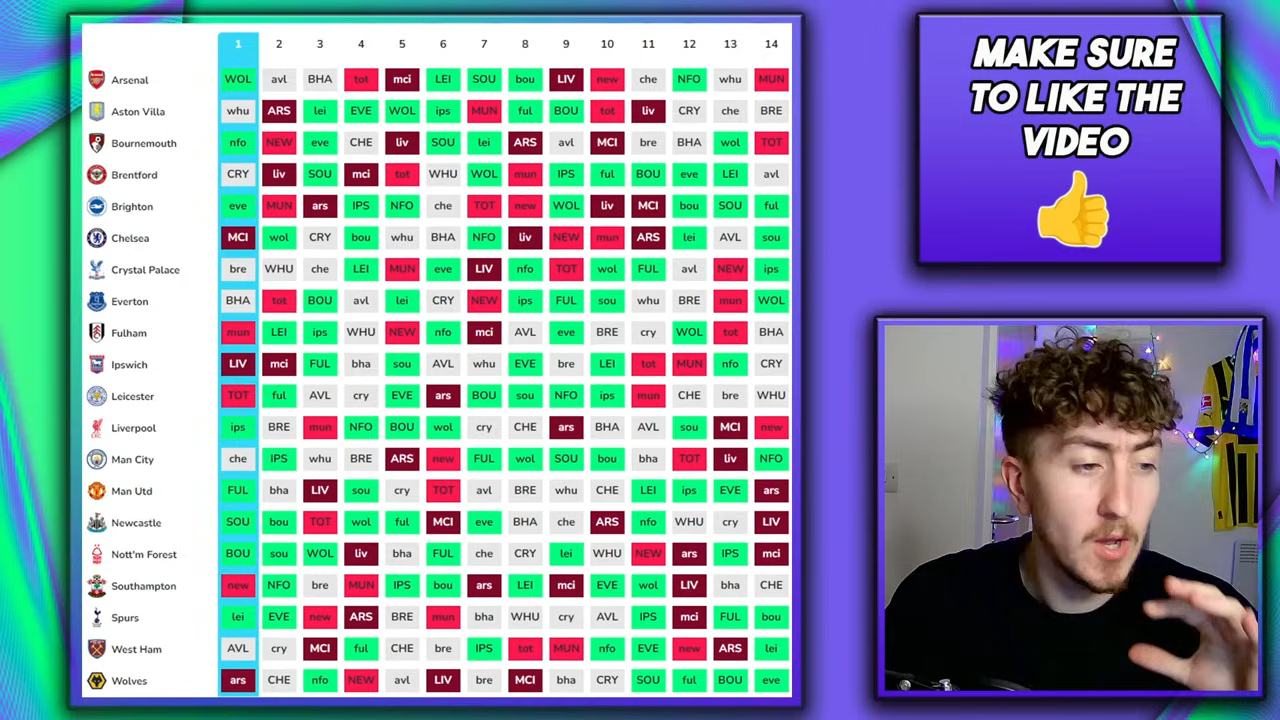 1 2 3 4 5 6 7 8 9 10 11 12 13 14
Arsenal WOL avl BHA tot mci LEI SOU bou LIV new che NFO whu MUN
Aston Villa whu ARS lei EVE WOL ips MUN ful BOU tot liv CRY che BRE
Bournemouth nfo NEW eve CHE liv SOU lei ARS avl MCI bre BHA wol TOT
Brentford CRY liv SOU mci tot WHU WOL mun IPS ful BOU eve LEI avl
Brighton eve MUN ars IPS NFO che TOT new WOL liv MCI bou SOU ful
Chelsea MCI wol CRY bou whu BHA NFO liv NEW mun ARS lei AVL sou
Crystal Palace bre WHU che LEI MUN eve LIV nfo TOT wol FUL avl NEW ips
Everton BHA tot BOU avl lei CRY NEW ips FUL sou whu BRE mun WOL
Fulham mun LEI ips WHU NEW nfo mci AVL eve BRE cry WOL tot BHA
Ipswich LIV mci FUL bha sou AVL whu EVE bre LEI tot MUN nfo CRY
Leicester TOT ful AVL cry EVE ars BOU sou NFO ips mun CHE bre WHU
Liverpool ips BRE mun NFO BOU wol cry CHE ars BHA AVL sou MCI new
Man City che IPS whu BRE ARS new FUL wol SOU bou bha TOT liv NFO
Man Utd FUL bha LIV sou cry TOT avl BRE whu CHE LEI ips EVE ars
Newcastle SOU bou TOT wol ful MCI eve BHA che ARS nfo WHU cry LIV
Nott'm Forest BOU sou WOL liv bha FUL che CRY lei WHU NEW ars IPS mci
Southampton new NFO bre MUN IPS bou ars LEI mci EVE wol LIV bha CHE
Spurs lei EVE new ARS BRE mun bha WHU cry AVL IPS mci FUL bou
West Ham AVL cry MCI ful CHE bre IPS tot MUN nfo EVE new ARS lei
Wolves ars CHE nfo NEW avl LIV bre MCI bha CRY SOU ful BOU eve
MAKE SURE
TO LIKE THE
VIDEO